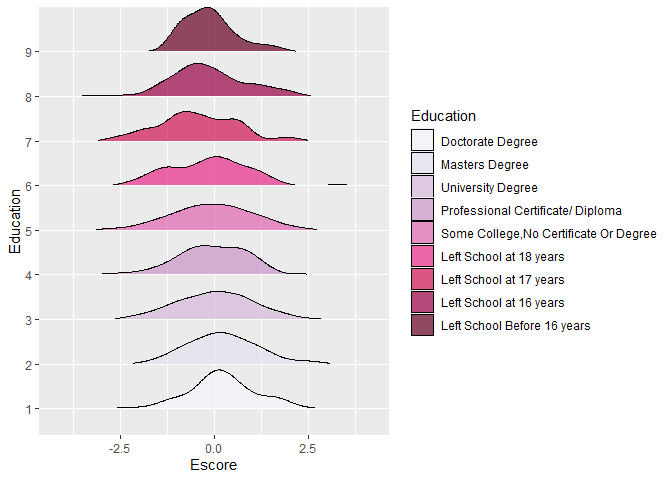 9
8
7
6
5
4
3
2
1
Education
-2.5
0.0
2.5
Escore
Education
Doctorate Degree
Masters Degree
University Degree
Professional Certificate/ Diploma
Some College,No Certificate Or Degree
Left School at 18 years
Left School at 17 years
Left School at 16 years
Left School Before 16 years